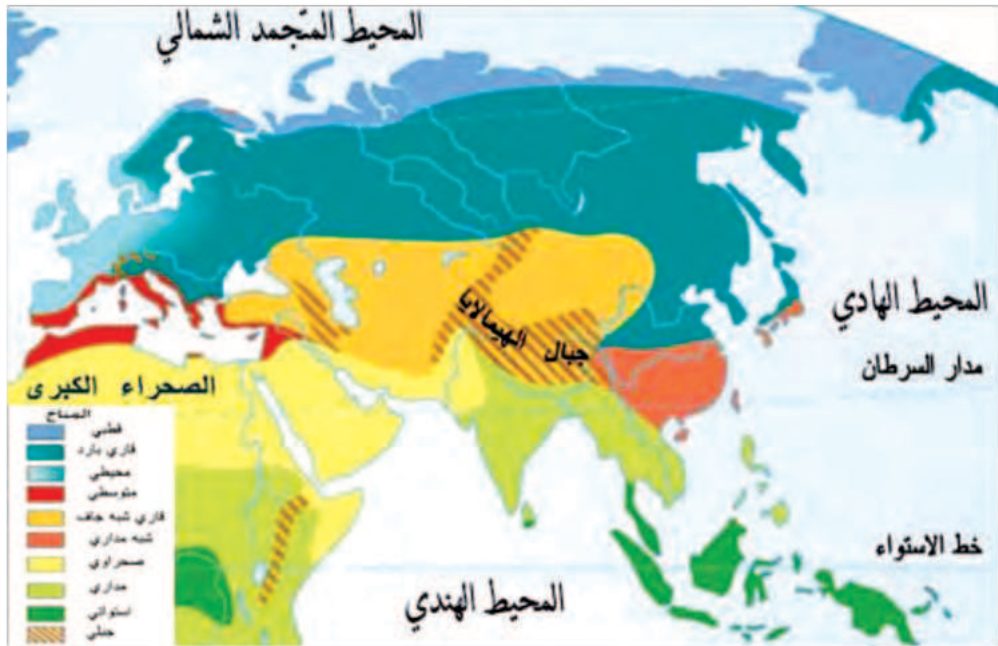 المحيط المتجمد الشمالي
المحيط الهادي
جبال الهيمالايا
مدار السرطان
الصحراء الكبرى
المناخ
قطبي
قاري بارد
محيطي
متوسطي
قاري شبه جاف
شبه مداري
صحراوي
مداري
استوائي
جبلي
خط الاستواء
المحيط الهندي